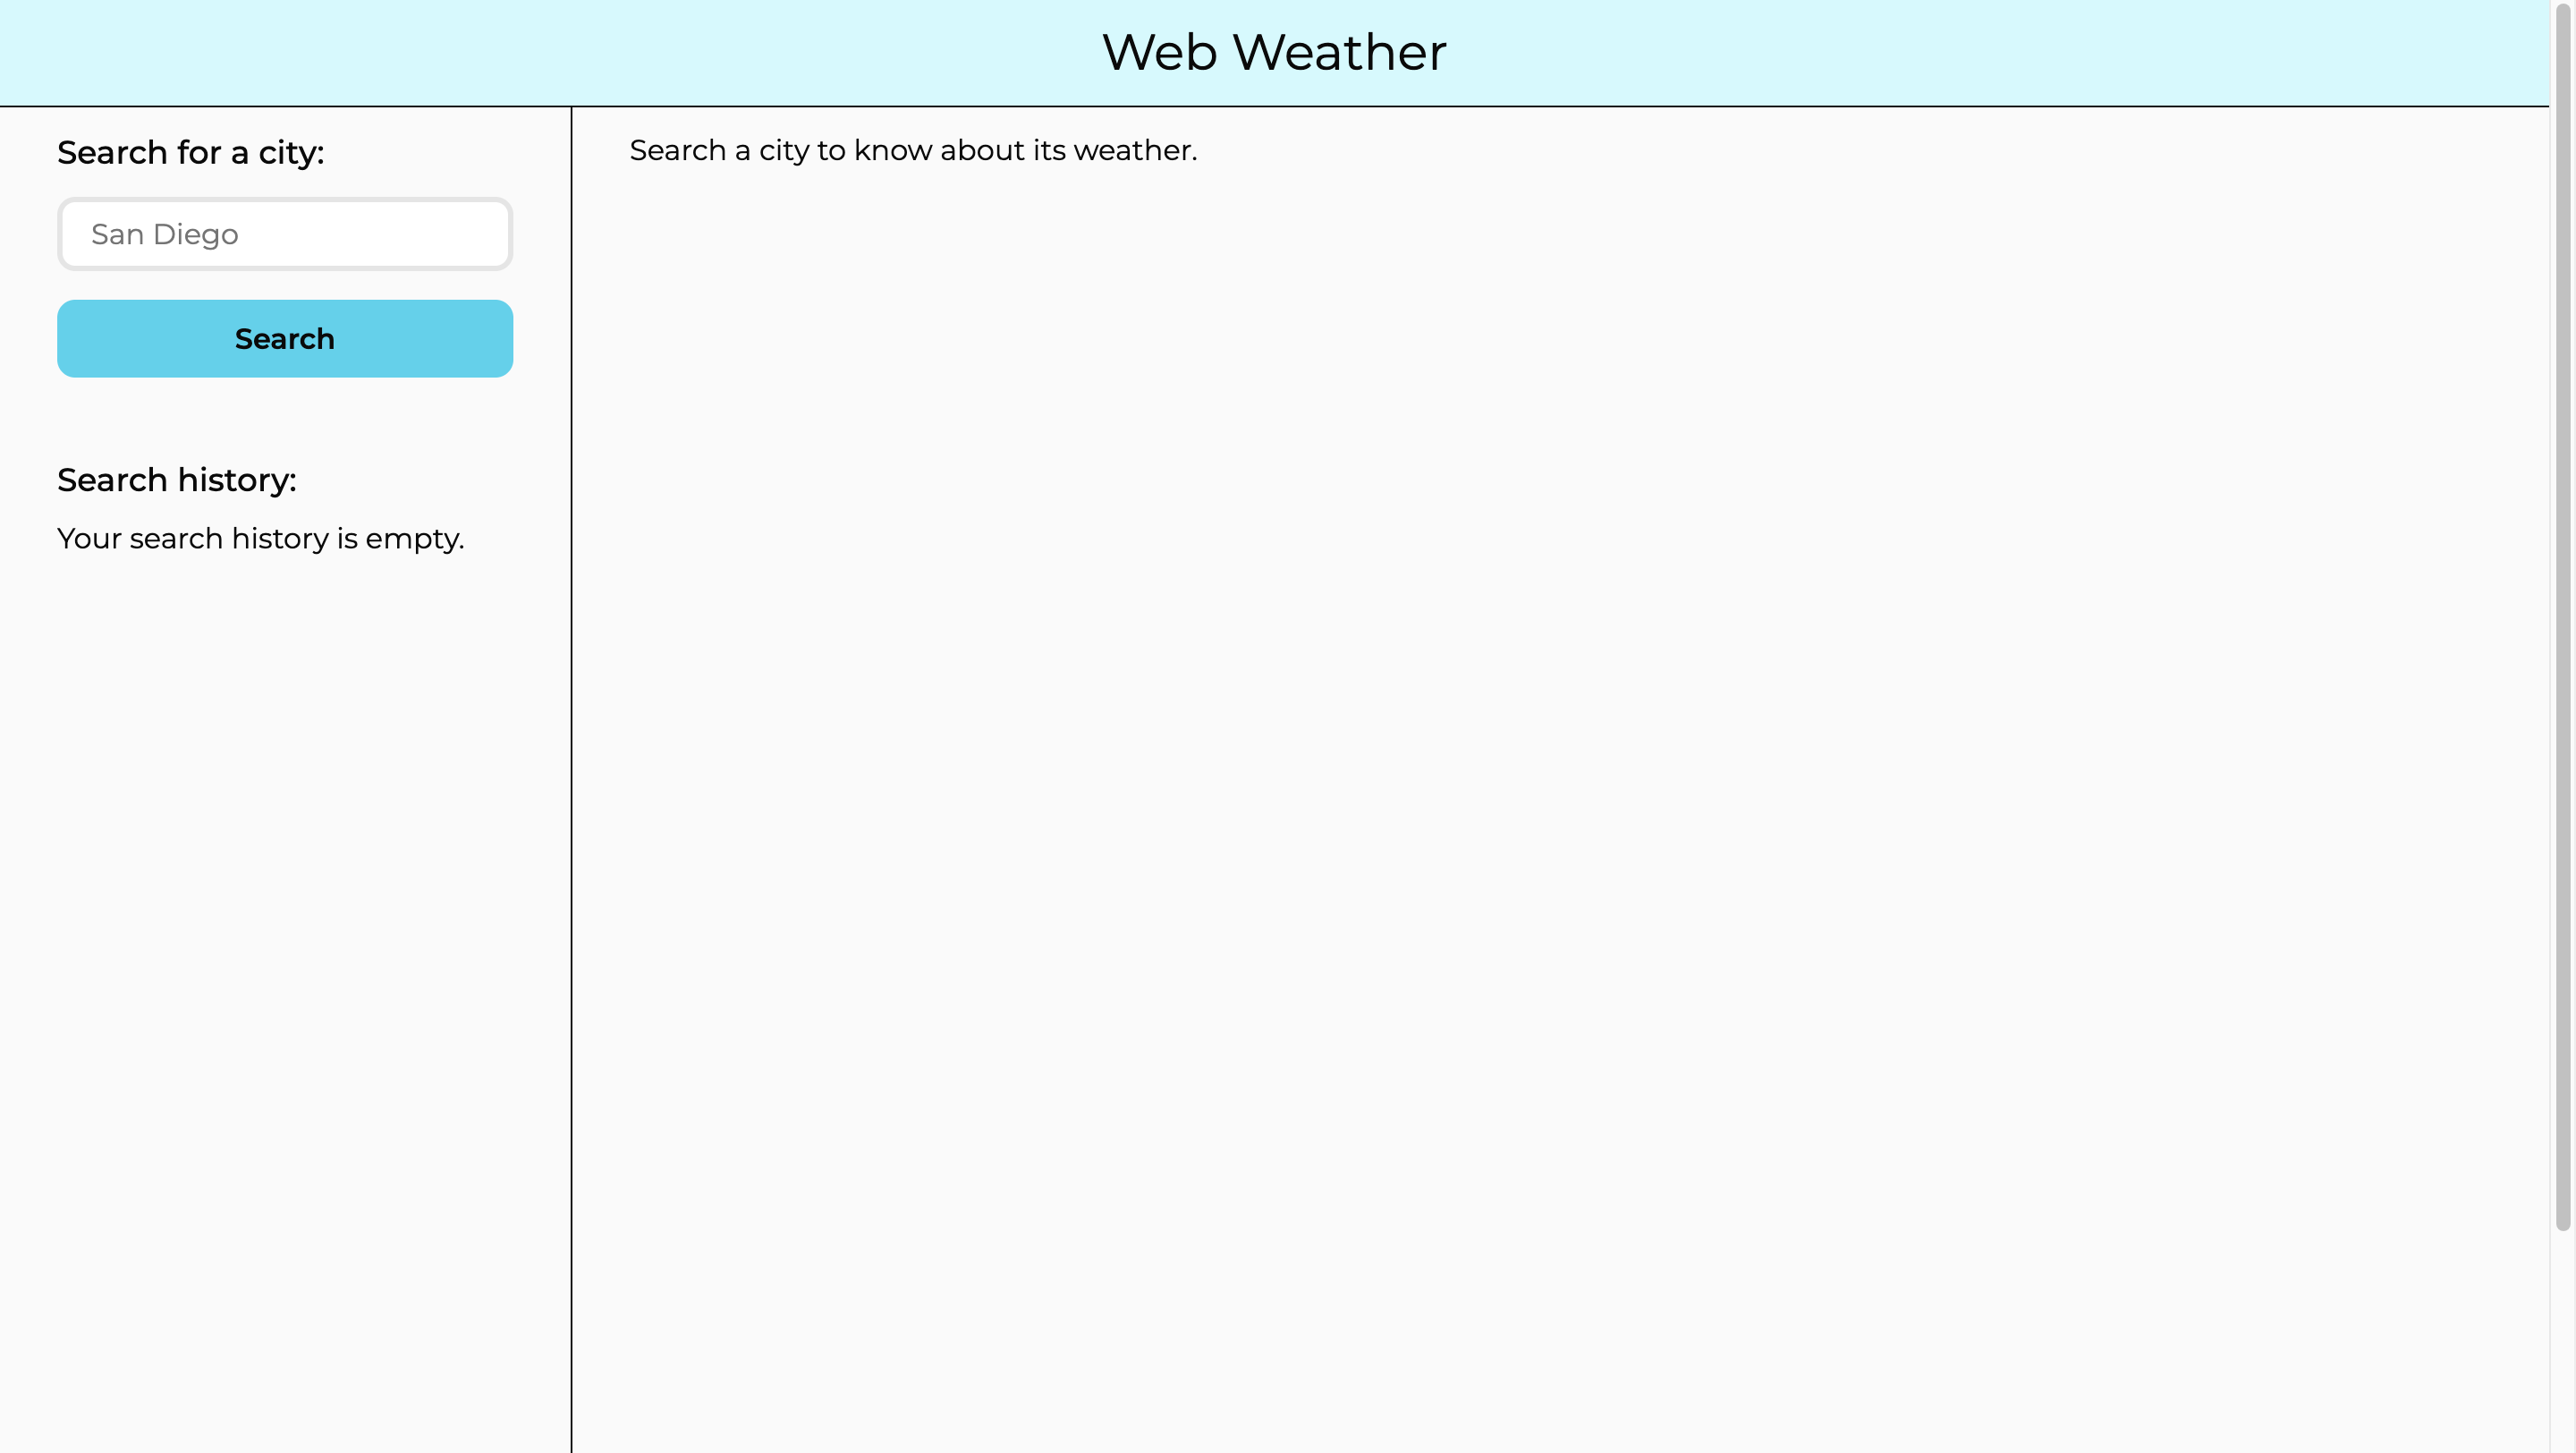 Web Weather
Search for a city:
San Diego
Search
Search history:
Your search history is empty.
Search a city to know about its weather.